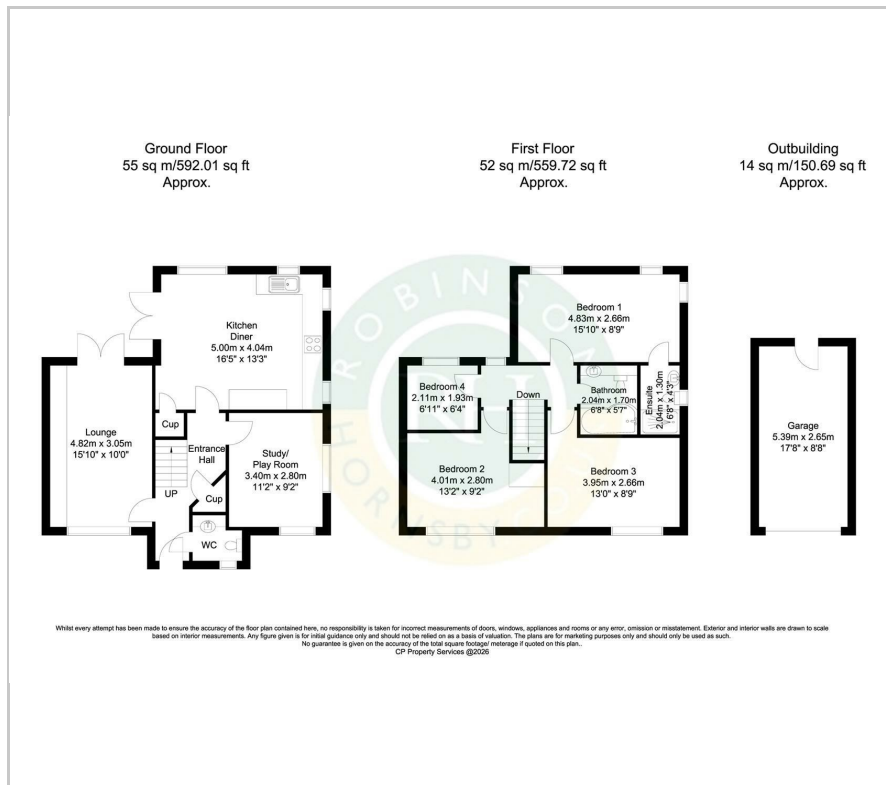 Ground Floor
55 sq m/592.01 sq ft
Approx.
First Floor
52 sq m/559.72 sq ft
Approx.
Outbuilding
14 sq m/150.69 sq ft
Approx.
Kitchen
Diner
5.00m x 4.04m
16'5" x 13'3"
Lounge
4.82m x 3.05m
15'10" x 10'0"
Cup
Entrance
Hall
UP
Cup
Study/
Play Room
3.40m x 2.80m
11'2" x 9'2"
WC
Bedroom 1
4.83m x 2.66m
15'10" x 8'9"
Bedroom 4
2.11m x 1.93m
6'11" x 6'4"
Down
Bathroom
2.04m x 1.70m
6'8" x 5'7"
Ensuite
2.04m x 1.30m
6'8" x 4'3"
Bedroom 2
4.01m x 2.80m
13'2" x 9'2"
Bedroom 3
3.95m x 2.66m
13'0" x 8'9"
Garage
5.39m x 2.65m
17'8" x 8'8"
ROBINSON
RH
HORNSBY
Whilst every attempt has been made to ensure the accuracy of the floor plan contained here, no responsibility is taken for incorrect measurements of doors, windows, appliances and rooms or any error, omission or misstatement. Exterior and interior walls are drawn to scale
based on interior measurements. Any figure given is for initial guidance only and should not be relied on as a basis of valuation. The plans are for marketing purposes only and should only be used as such.
No guarantee is given on the accuracy of the total square footage/ meterage if quoted on this plan..
CP Property Services @2026